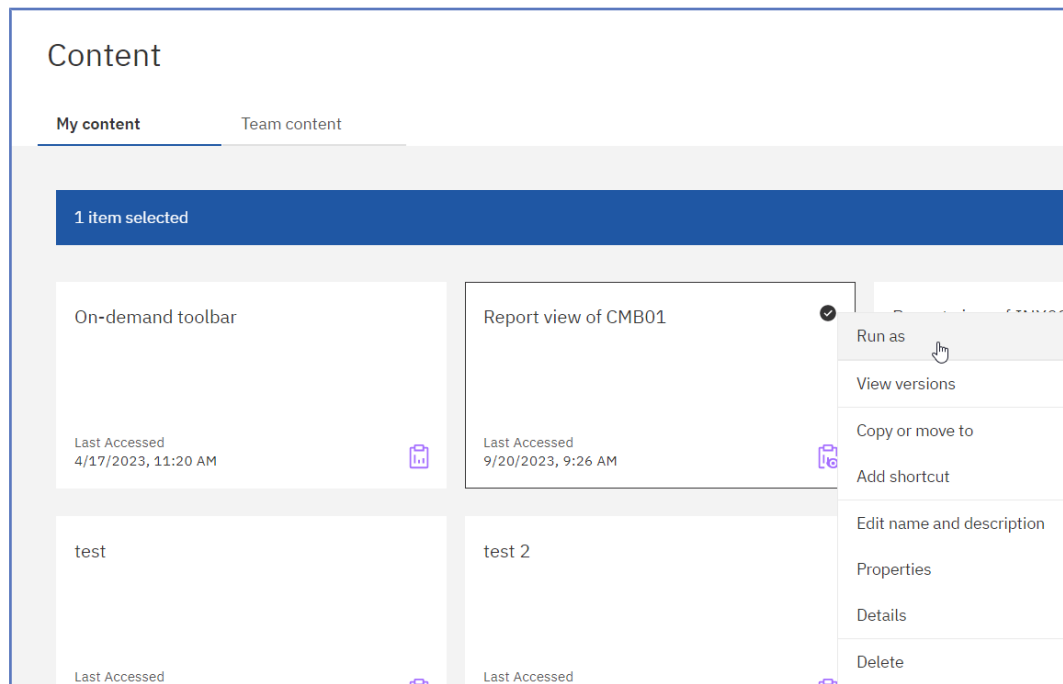 Content
My content
Team content
1 item selected
On-demand toolbar
Last Accessed
4/17/2023, 11:20 AM
Report view of CMB01
Last Accessed
9/20/2023, 9:26 AM
Run as
View versions
Copy or move to
Add shortcut
Edit name and description
Properties
Details
Delete
test
Last Accessed
test 2
Last Accessed